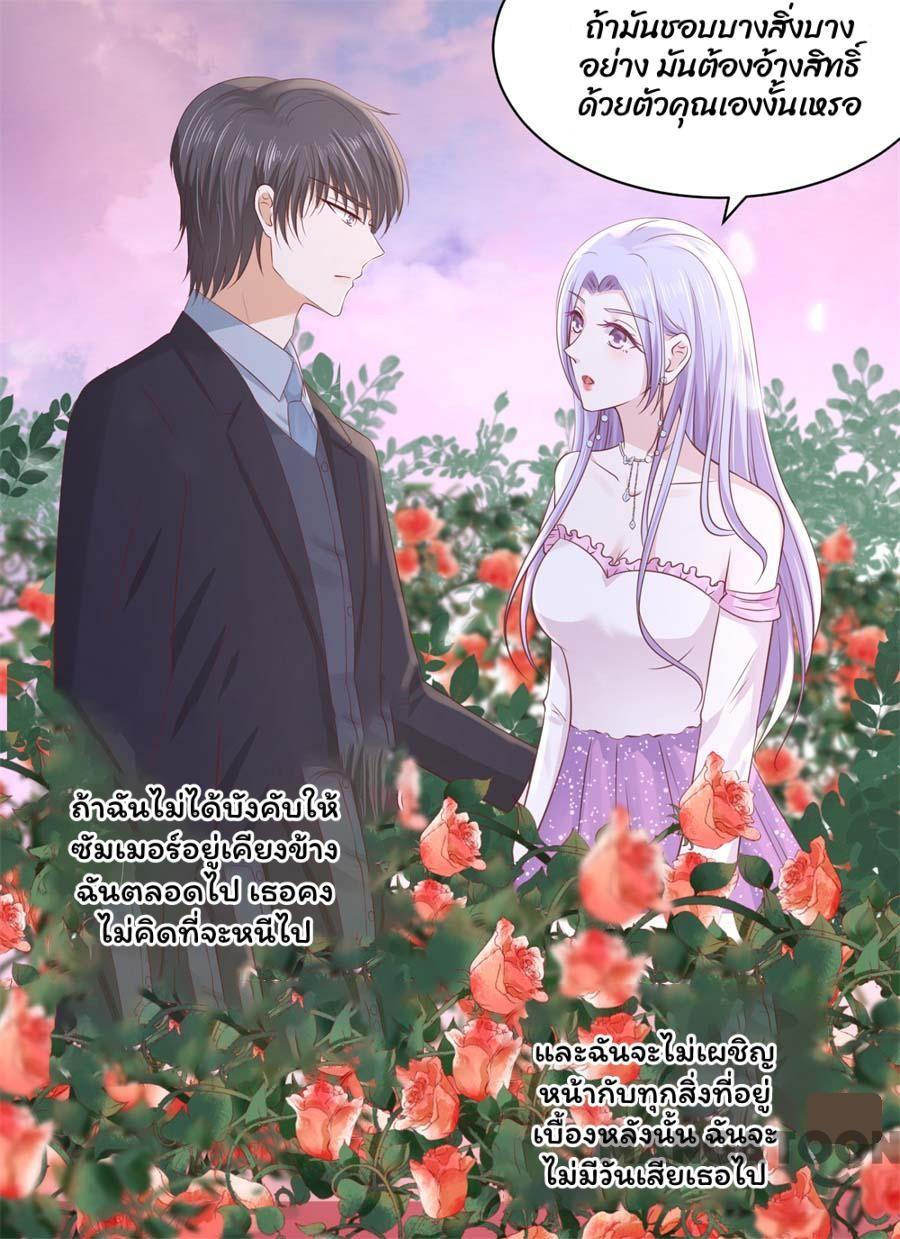 ถ้ามันชอบบางสิ่งบาง
อย่าง มันต้องอ้างสิทธิ์
ด้วยตัวคุณเองงั้นเหรอ
ถ้าฉันไม่ได้บังคับให้
ซัมเมอร์อยู่เคียงข้าง
ฉันตลอดไป เธอคง
ไม่คิดที่จะหนีไป
และฉันจะไม่เผชิญ
หน้ากับทุกสิ่งที่อยู่
เบื้องหลังนั้น ฉันจะ
ไม่มีวันเสียเธอไป